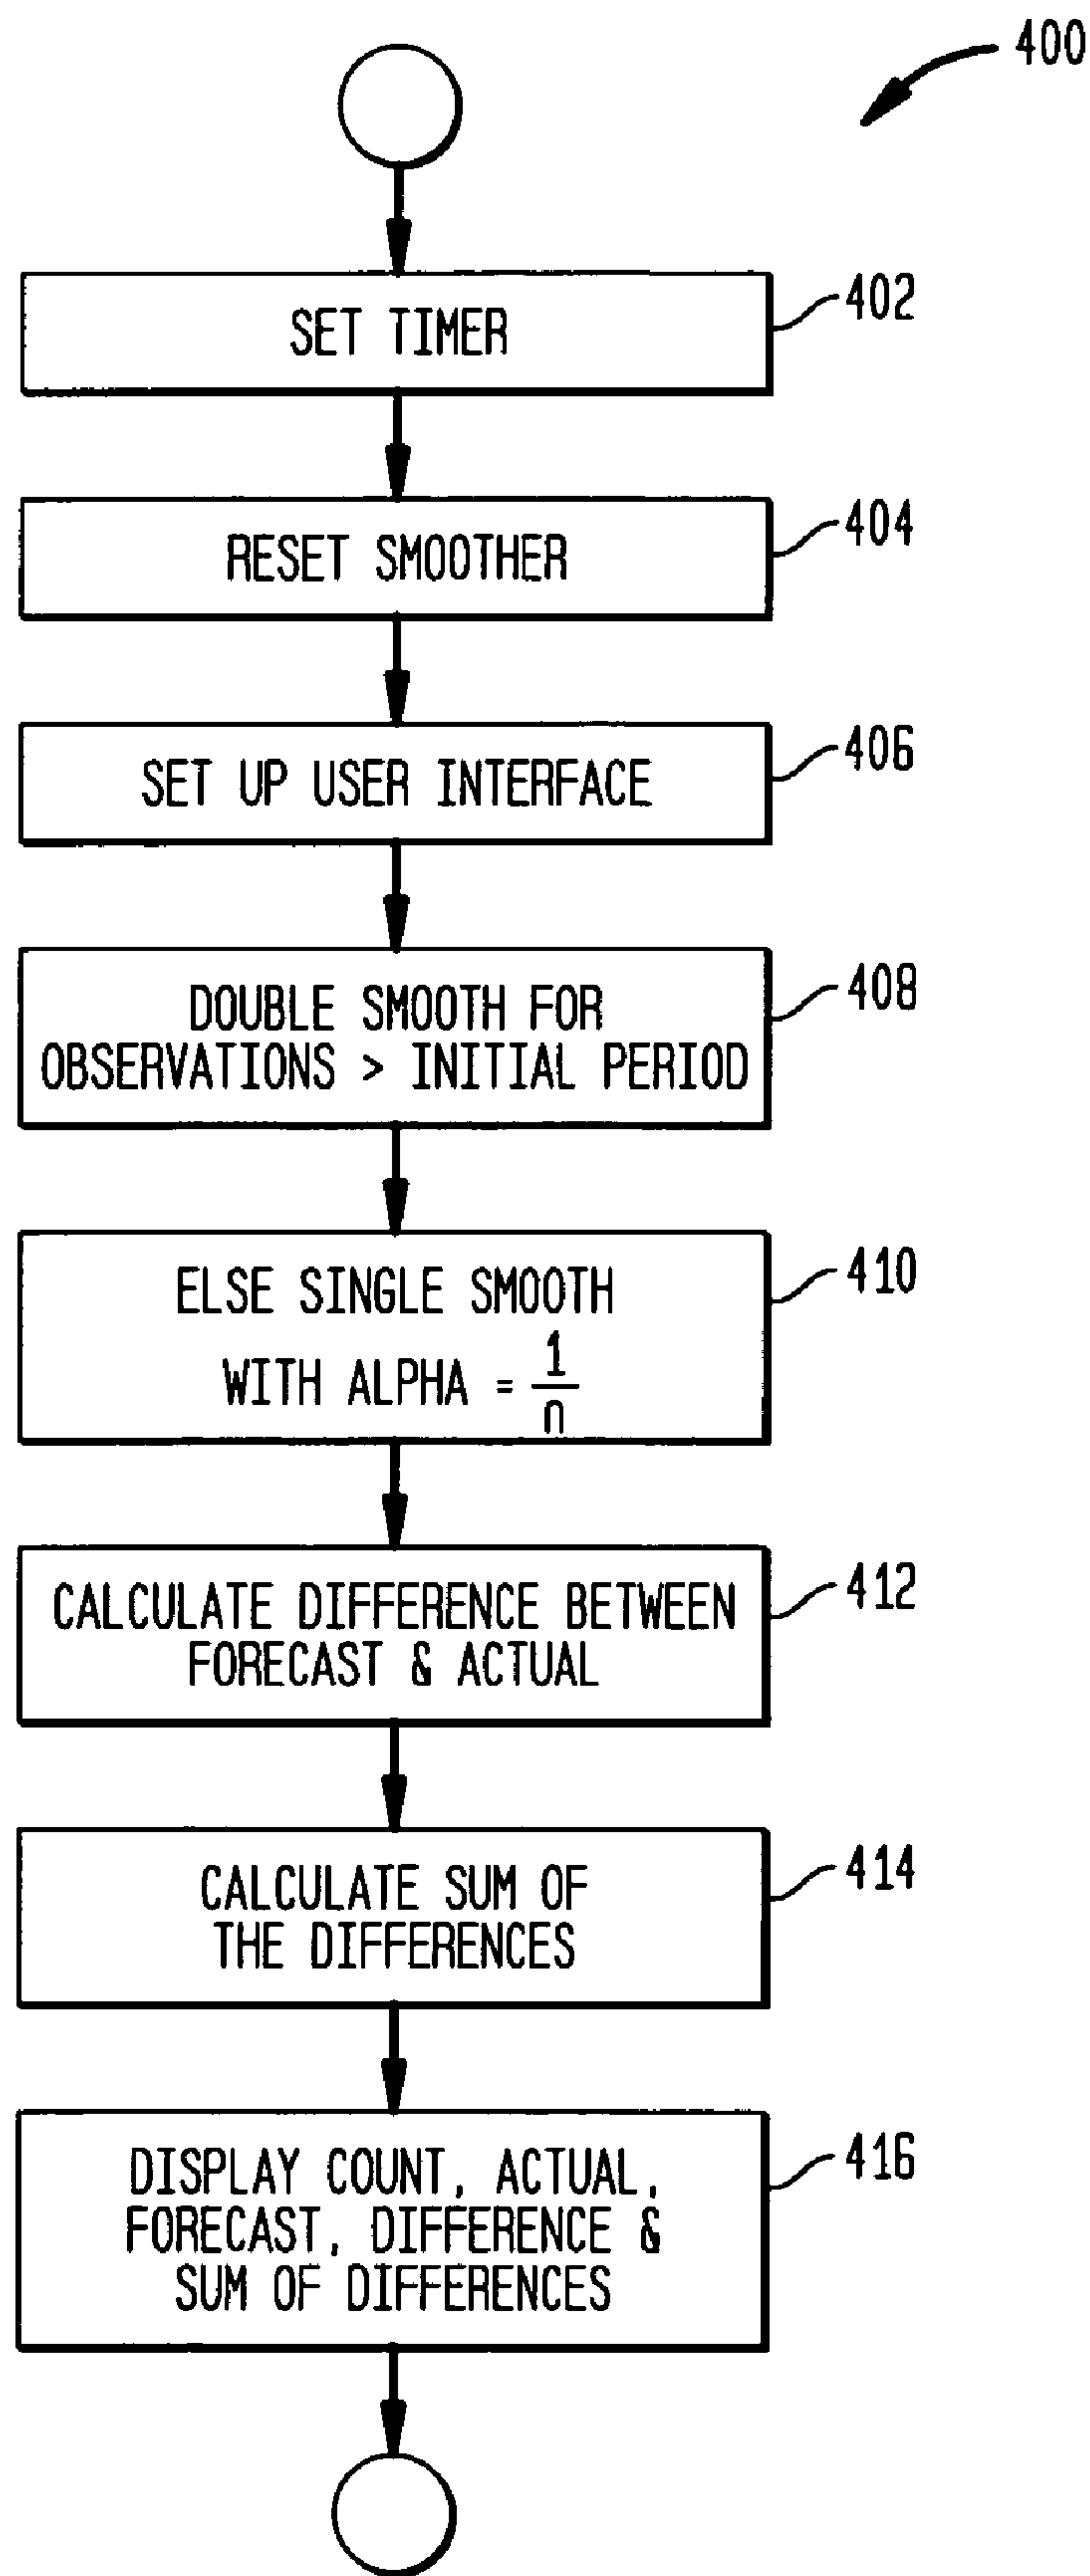 400
SET TIMER
402
RESET SMOOTHER
404
SET UP USER INTERFACE
406
DOUBLE SMOOTH FOR
OBSERVATIONS > INITIAL PERIOD
408
ELSE SINGLE SMOOTH
WITH ALPHA = 1/n
410
CALCULATE DIFFERENCE BETWEEN
FORECAST & ACTUAL
412
CALCULATE SUM OF
THE DIFFERENCES
414
DISPLAY COUNT, ACTUAL,
FORECAST, DIFFERENCE &
SUM OF DIFFERENCES
416